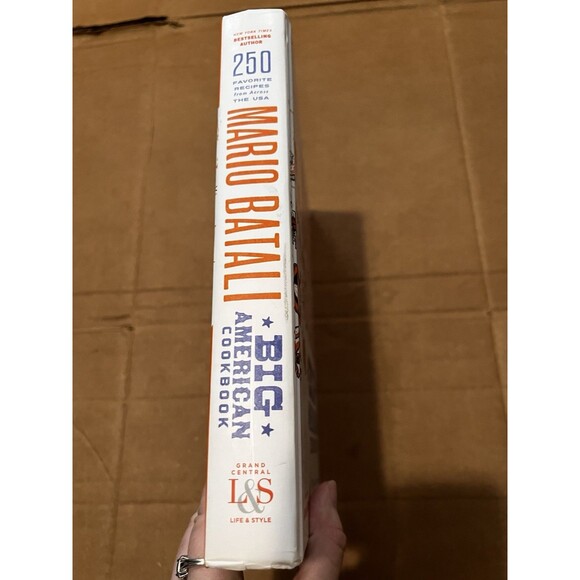 NEW YORK TIMES
BESTSELLING
AUTHOR
250
FAVORITE
RECIPES
from Across
THE USA
MARIO BATALI
BIG
AMERICAN
COOKBOOK
GRAND
CENTRAL
L&S
LIFE & STYLE